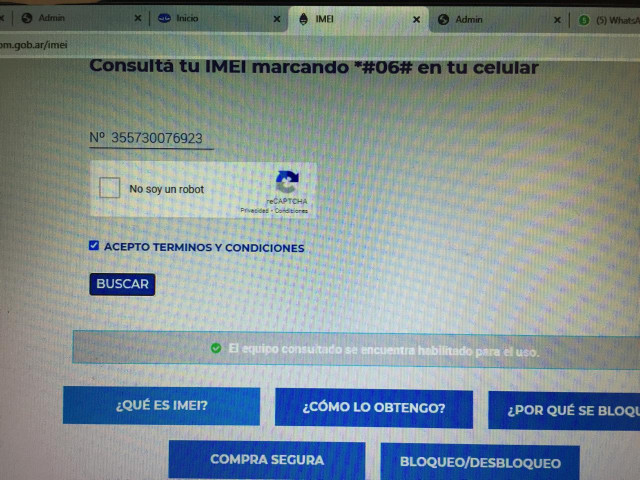 Admin
Inicio
IMEI
Admin
(5) WhatsA
om.gob.ar/imei
Consultá tu IMEI marcando *#06# en tu celular
Nº 355730076923
No soy un robot
reCAPTCHA
Privacidad - Condiciones
ACEPTO TERMINOS Y CONDICIONES
BUSCAR
El equipo consultado se encuentra habilitado para el uso.
¿QUÉ ES IMEI?
¿CÓMO LO OBTENGO?
¿POR QUÉ SE BLOQU
COMPRA SEGURA
BLOQUEO/DESBLOQUEO